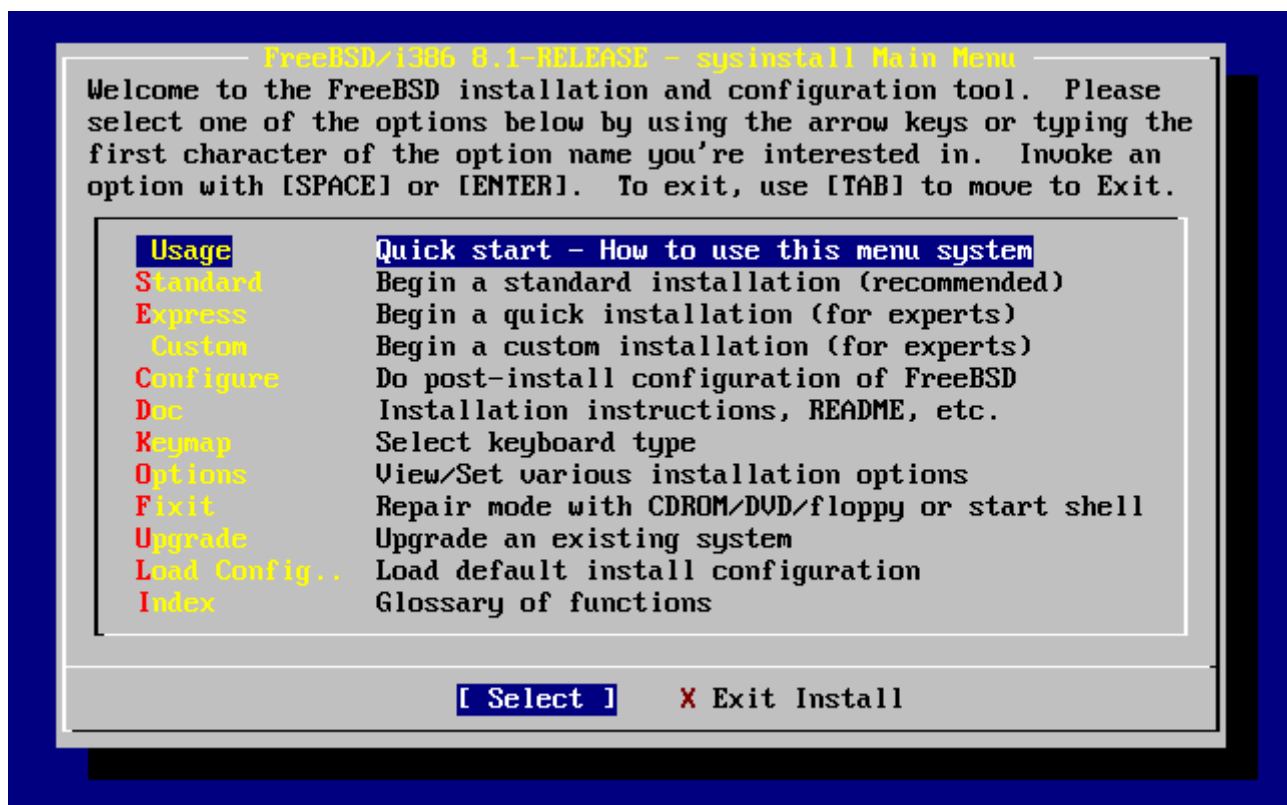 FreeBSD/i386 8.1-RELEASE - sysinstall Main Menu
Welcome to the FreeBSD installation and configuration tool.  Please
select one of the options below by using the arrow keys or typing the
first character of the option name you're interested in.  Invoke an
option with [SPACE] or [ENTER].  To exit, use [TAB] to move to Exit.
Usage Quick start - How to use this menu system
Standard Begin a standard installation (recommended)
Express Begin a quick installation (for experts)
Custom Begin a custom installation (for experts)
Configure Do post-install configuration of FreeBSD
Doc Installation instructions, README, etc.
Keymap Select keyboard type
Options View/Set various installation options
Fixit Repair mode with CDROM/DVD/floppy or start shell
Upgrade Upgrade an existing system
Load Config.. Load default install configuration
Index Glossary of functions
[ Select ] X Exit Install